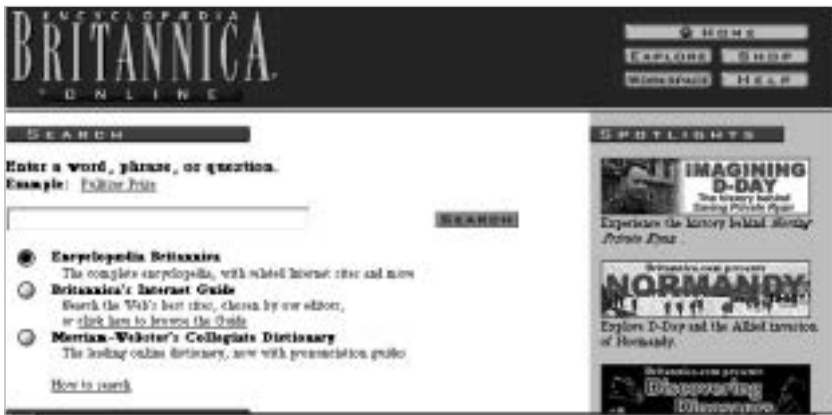 ENCYCLOPÆDIA
BRITANNICA
ONLINE
HOME
EXPLORE
SHOP
WORKSPACE
HELP
SEARCH
Enter a word, phrase, or question.
Example: Pulitzer Prize
SEARCH
Encyclopædia Britannica
The complete encyclopedia, with related Internet sites and more
Britannica's Internet Guide
Search the Web's best sites, chosen by our editors,
or click here to browse the Guide
Merriam-Webster's Collegiate Dictionary
The leading online dictionary, now with pronunciation guides
How to search
SPOTLIGHTS
IMAGINING
D-DAY
The history behind
Saving Private Ryan
Experience the history behind Saving
Private Ryan .
Britannica.com presents
NORMANDY
Explore D-Day and the Allied invasion
of Normandy.
Britannica.com presents
Discovering
Dinosaurs